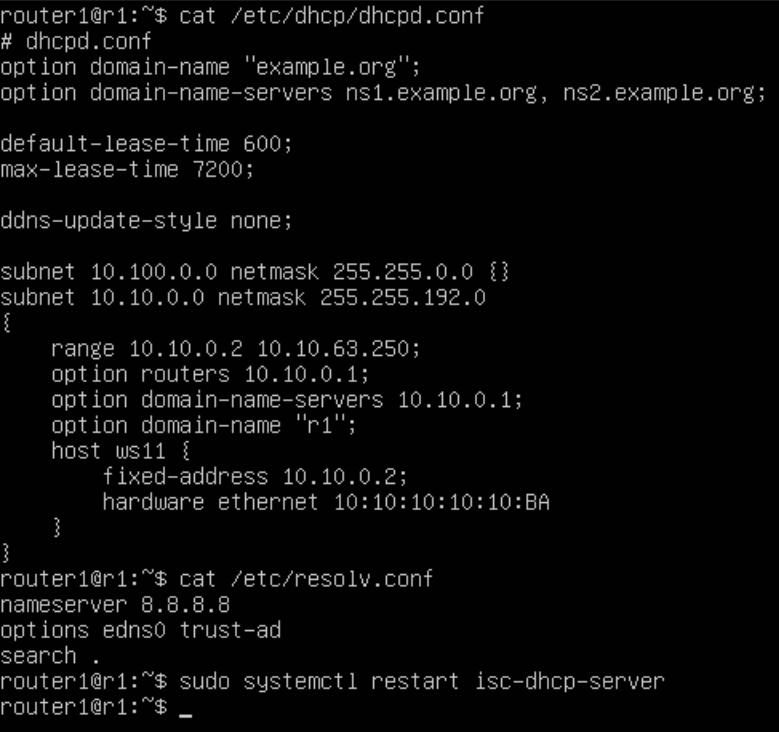 router1@r1:~$ cat /etc/dhcp/dhcpd.conf
# dhcpd.conf
option domain-name "example.org";
option domain-name-servers ns1.example.org, ns2.example.org;

default-lease-time 600;
max-lease-time 7200;

ddns-update-style none;

subnet 10.100.0.0 netmask 255.255.0.0 {}
subnet 10.10.0.0 netmask 255.255.192.0
{
    range 10.10.0.2 10.10.63.250;
    option routers 10.10.0.1;
    option domain-name-servers 10.10.0.1;
    option domain-name "r1";
    host ws11 {
        fixed-address 10.10.0.2;
        hardware ethernet 10:10:10:10:10:BA
    }
}
router1@r1:~$ cat /etc/resolv.conf
nameserver 8.8.8.8
options edns0 trust-ad
search .
router1@r1:~$ sudo systemctl restart isc-dhcp-server
router1@r1:~$ _